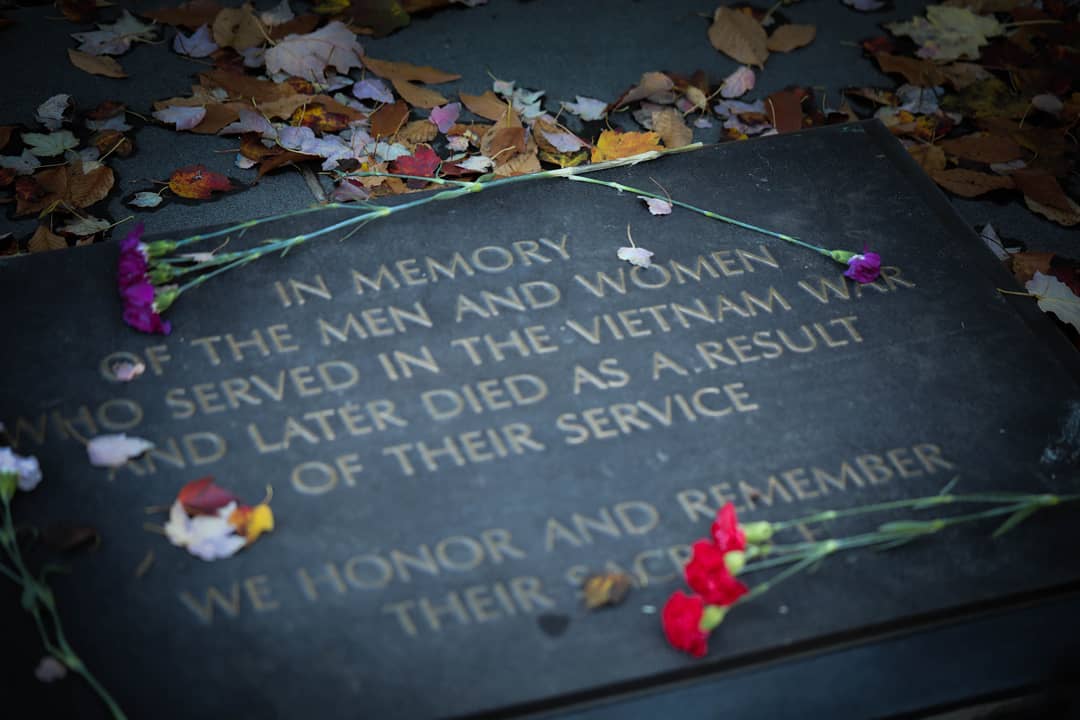 IN MEMORY
OF THE MEN AND WOMEN
WHO SERVED IN THE VIETNAM WAR
AND LATER DIED AS A RESULT
OF THEIR SERVICE
WE HONOR AND REMEMBER
THEIR